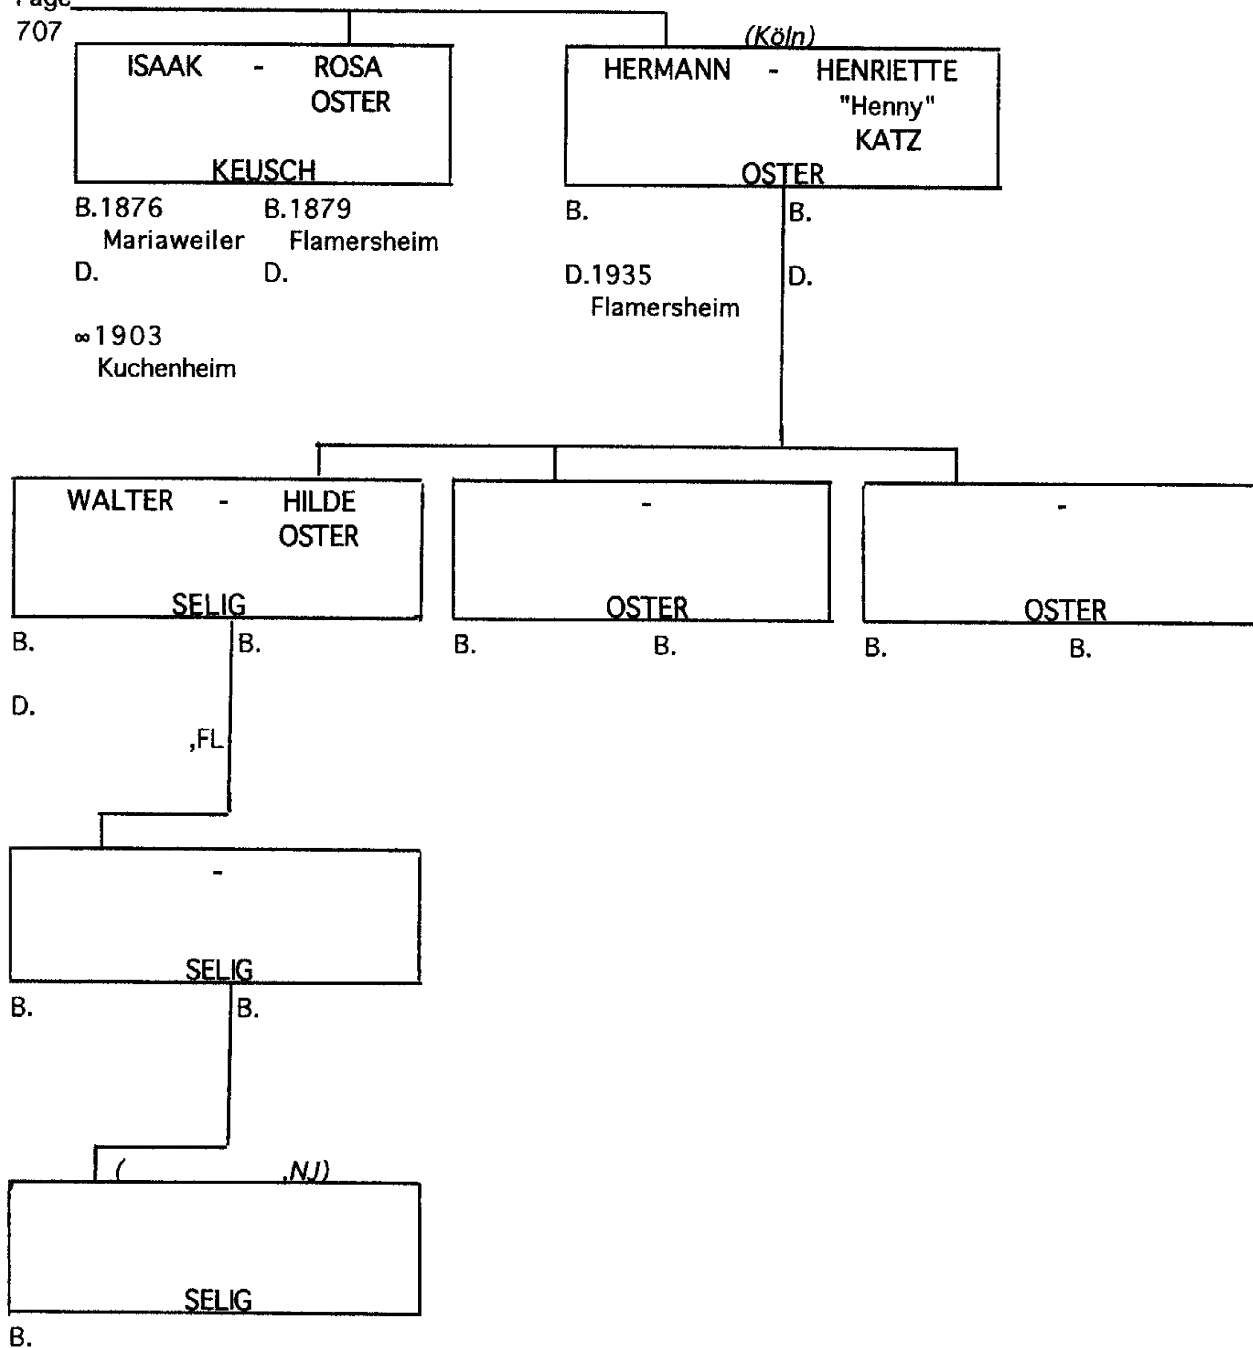 Page
707
(Köln)
ISAAK - ROSA
OSTER
KEUSCH
HERMANN - HENRIETTE
"Henny"
KATZ
OSTER
B.1876 B.1879
Mariaweiler Flamersheim
D. D.
∞1903
Kuchenheim
B. B.
D.1935 D.
Flamersheim
WALTER - HILDE
OSTER
SELIG
-
OSTER
-
OSTER
B. B.
D.
,FL
B. B.
B. B.
-
SELIG
B. B.
( ,NJ)
SELIG
B.